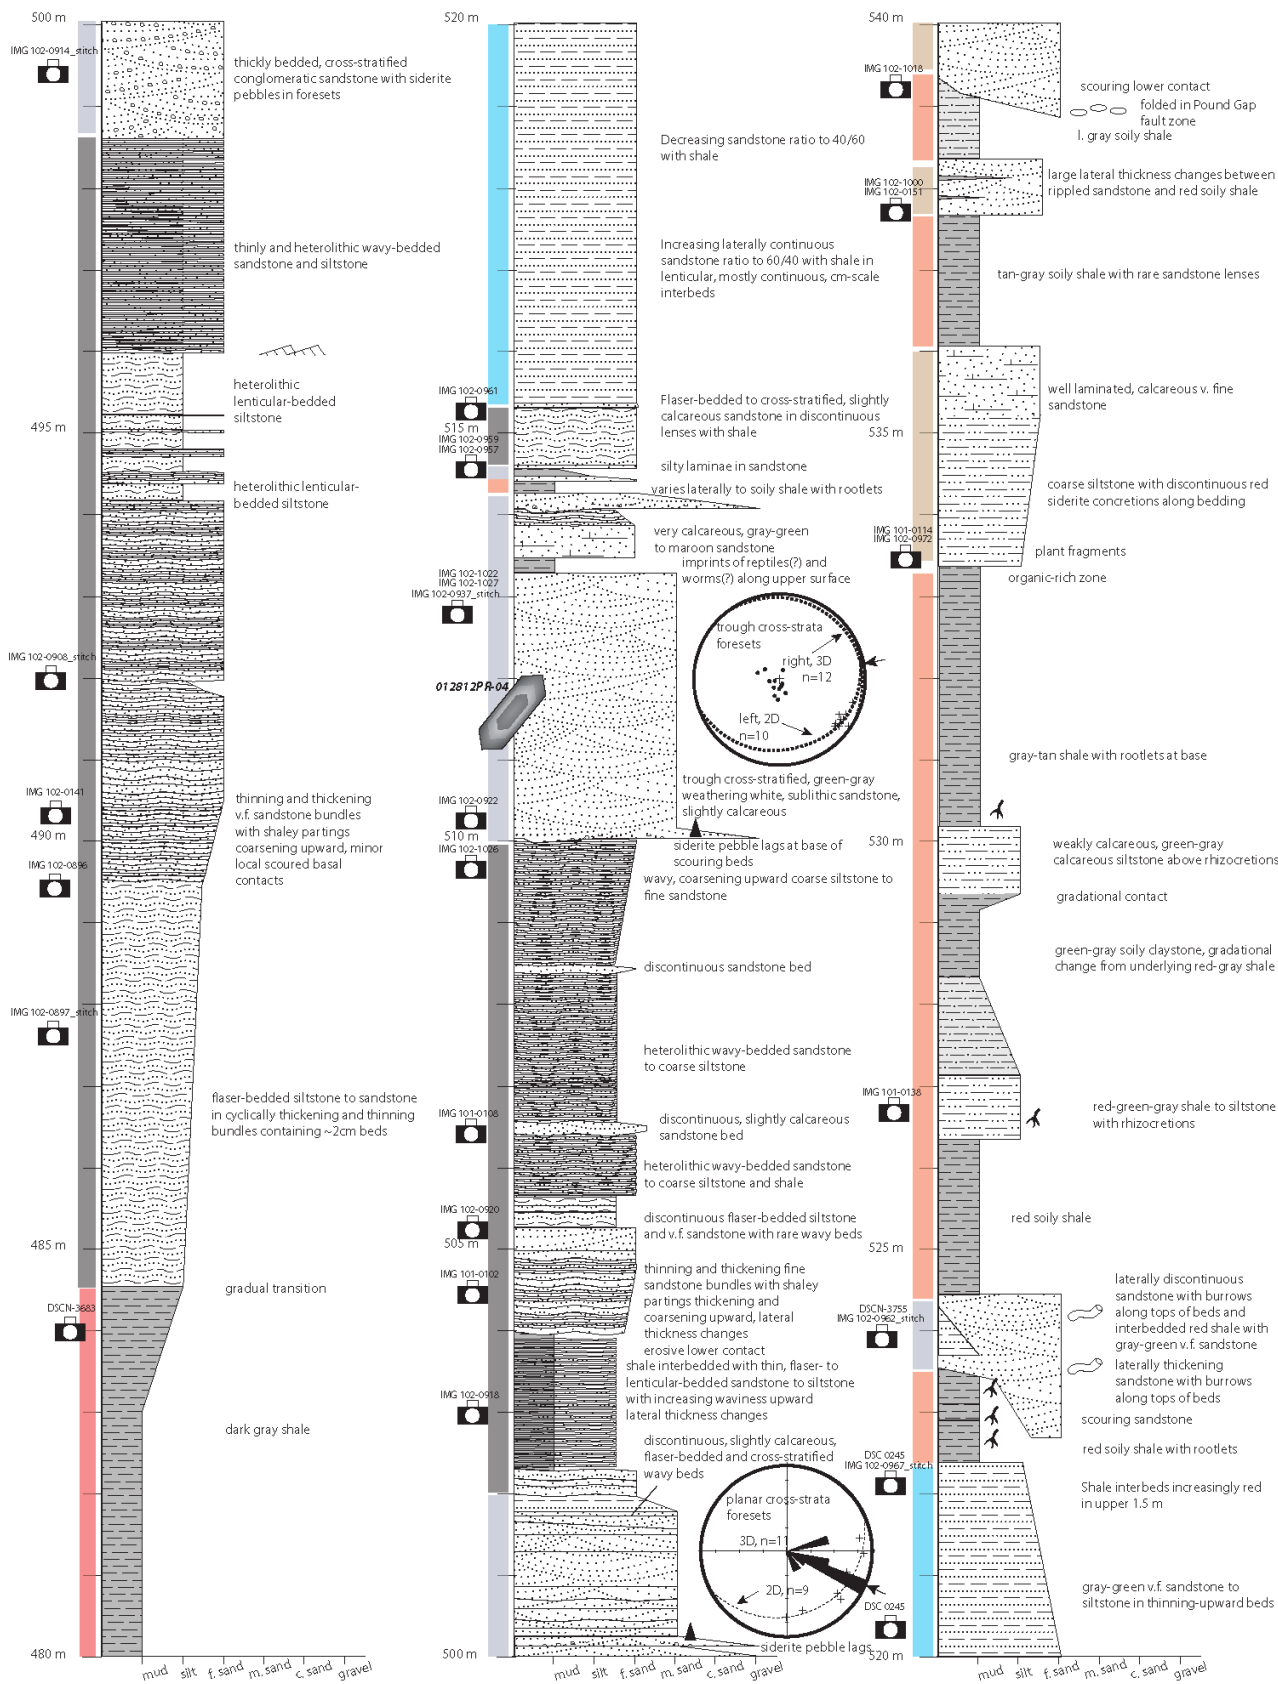 500 m
IMG 102-0914_stitch
thickly bedded, cross-stratified
conglomeratic sandstone with siderite
pebbles in foresets
thinly and heterolithic wavy-bedded
sandstone and siltstone
heterolithic
lenticular-bedded
siltstone
495 m
heterolithic lenticular-
bedded siltstone
IMG 102-0908_stitch
IMG 102-0141
490 m
thinning and thickening
v.f. sandstone bundles
with shaley partings
coarsening upward, minor
local scoured basal
contacts
IMG 102-0896
IMG 102-0897_stitch
flaser-bedded siltstone to sandstone
in cyclically thickening and thinning
bundles containing ~2cm beds
485 m
gradual transition
DSCN-3683
dark gray shale
480 m
mud
silt
f. sand
m. sand
c. sand
gravel
520 m
Decreasing sandstone ratio to 40/60
with shale
Increasing laterally continuous
sandstone ratio to 60/40 with shale in
lenticular, mostly continuous, cm-scale
interbeds
IMG 102-0961
515 m
Flaser-bedded to cross-stratified, slightly
calcareous sandstone in discontinuous
lenses with shale
IMG 102-0959
IMG 102-0957
silty laminae in sandstone
varies laterally to soily shale with rootlets
very calcareous, gray-green
to maroon sandstone
imprints of reptiles(?) and
worms(?) along upper surface
IMG 102-1022
IMG 102-1027
IMG 102-0937_stitch
trough cross-strata
foresets
right, 3D
n=12
left, 2D
n=10
012812PR-04
trough cross-stratified, green-gray
weathering white, sublithic sandstone,
slightly calcareous
IMG 102-0922
510 m
IMG 102-1026
siderite pebble lags at base of
scouring beds
wavy, coarsening upward coarse siltstone to
fine sandstone
discontinuous sandstone bed
heterolithic wavy-bedded sandstone
to coarse siltstone
IMG 101-0108
discontinuous, slightly calcareous
sandstone bed
heterolithic wavy-bedded sandstone
to coarse siltstone and shale
IMG 102-0920
discontinuous flaser-bedded siltstone
and v.f. sandstone with rare wavy beds
505 m
IMG 101-0102
thinning and thickening fine
sandstone bundles with shaley
partings thickening and
coarsening upward, lateral
thickness changes
erosive lower contact
shale interbedded with thin, flaser- to
lenticular-bedded sandstone to siltstone
with increasing waviness upward
lateral thickness changes
IMG 102-0918
discontinuous, slightly calcareous,
flaser-bedded and cross-stratified
wavy beds
planar cross-strata
foresets
3D, n=11
2D, n=9
siderite pebble lags
500 m
mud
silt
f. sand
m. sand
c. sand
gravel
540 m
IMG 102-1018
scouring lower contact
folded in Pound Gap
fault zone
l. gray soily shale
IMG 102-1000
IMG 102-0151
large lateral thickness changes between
rippled sandstone and red soily shale
tan-gray soily shale with rare sandstone lenses
well laminated, calcareous v. fine
sandstone
535 m
coarse siltstone with discontinuous red
siderite concretions along bedding
IMG 101-0114
IMG 102-0972
plant fragments
organic-rich zone
gray-tan shale with rootlets at base
530 m
weakly calcareous, green-gray
calcareous siltstone above rhizocretions
gradational contact
green-gray soily claystone, gradational
change from underlying red-gray shale
IMG 101-0138
red-green-gray shale to siltstone
with rhizocretions
red soily shale
525 m
laterally discontinuous
sandstone with burrows
along tops of beds and
interbedded red shale with
gray-green v.f. sandstone
DSCN-3755
IMG 102-0962_stitch
laterally thickening
sandstone with burrows
along tops of beds
scouring sandstone
red soily shale with rootlets
DSC 0245
IMG 102-0967_stitch
Shale interbeds increasingly red
in upper 1.5 m
gray-green v.f. sandstone to
siltstone in thinning-upward beds
DSC 0245
520 m
mud
silt
f. sand
m. sand
c. sand
gravel